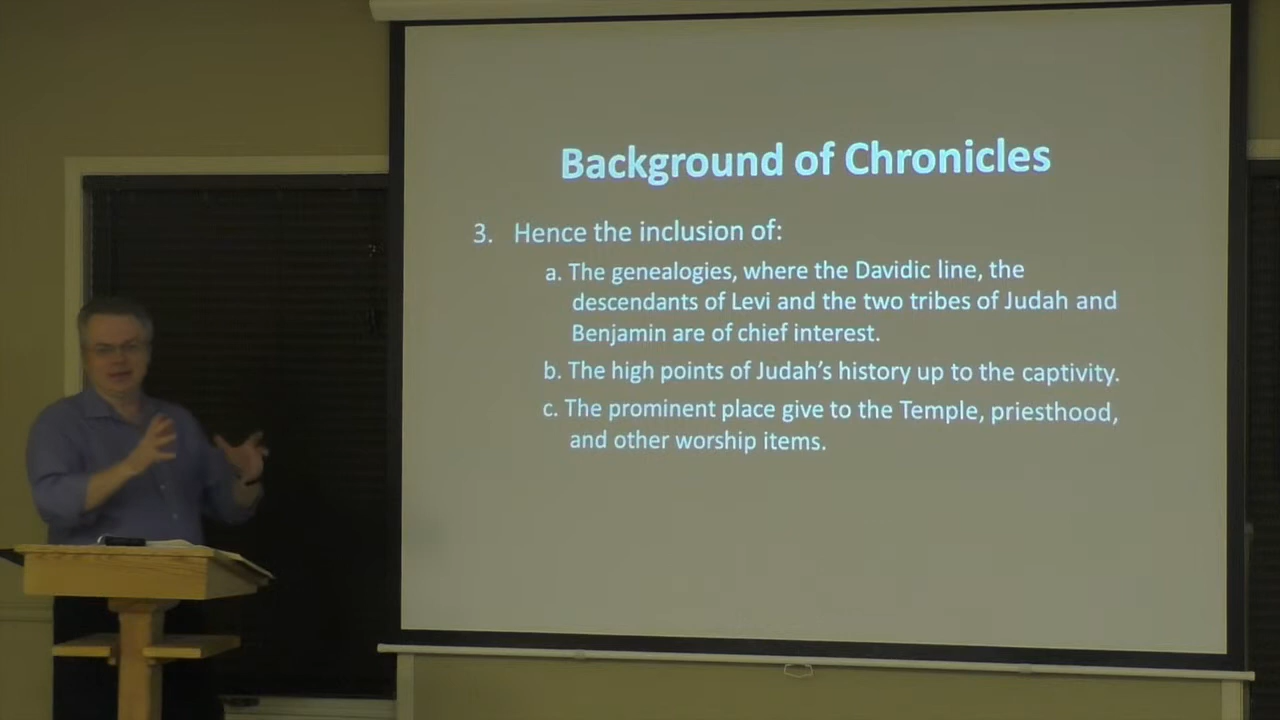 Background of Chronicles
3. Hence the inclusion of:
a. The genealogies, where the Davidic line, the
descendants of Levi and the two tribes of Judah and
Benjamin are of chief interest.
b. The high points of Judah's history up to the captivity.
c. The prominent place give to the Temple, priesthood,
and other worship items.